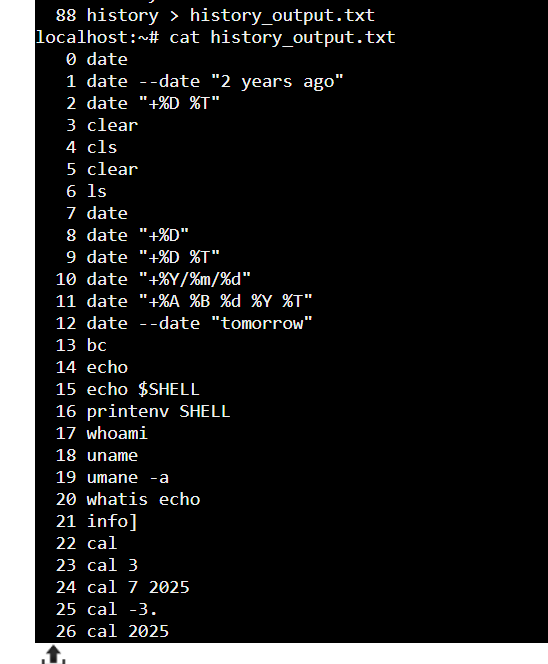 88 history > history_output.txt
localhost:~# cat history_output.txt
0 date
1 date --date "2 years ago"
2 date "+%D %T"
3 clear
4 cls
5 clear
6 ls
7 date
8 date "+%D"
9 date "+%D %T"
10 date "+%Y/%m/%d"
11 date "+%A %B %d %Y %T"
12 date --date "tomorrow"
13 bc
14 echo
15 echo $SHELL
16 printenv SHELL
17 whoami
18 uname
19 umane -a
20 whatis echo
21 info]
22 cal
23 cal 3
24 cal 7 2025
25 cal -3.
26 cal 2025